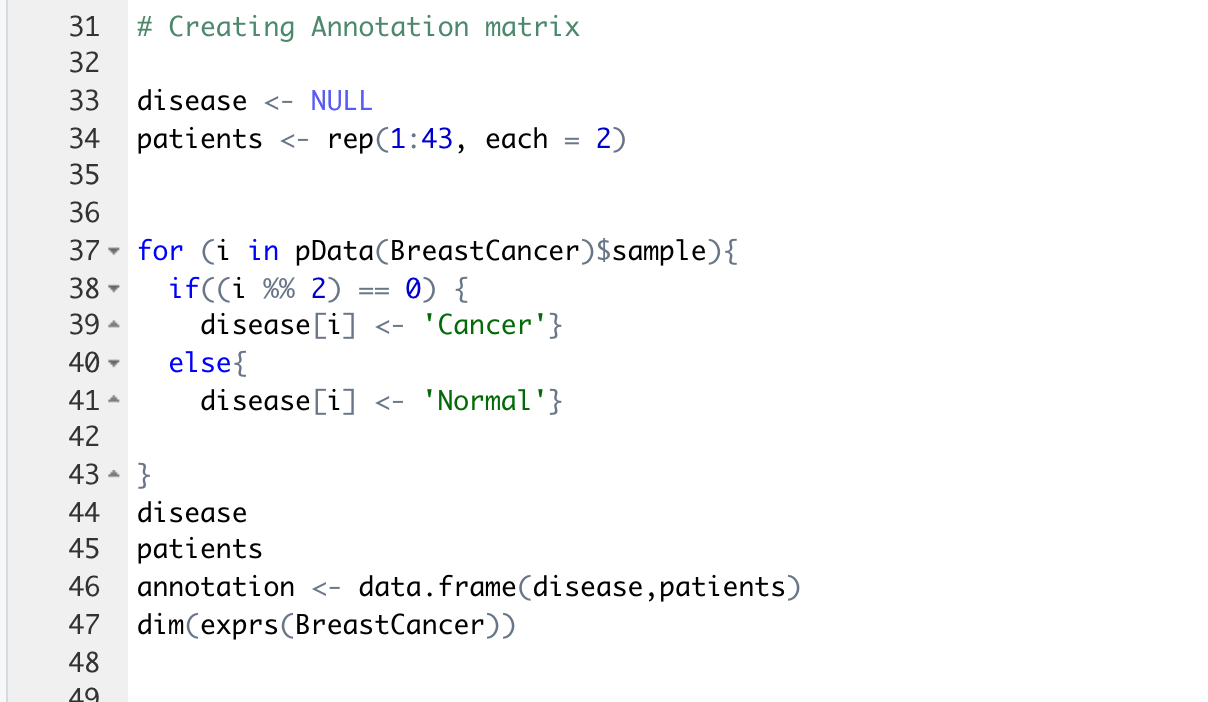 31 # Creating Annotation matrix
32
33 disease <- NULL
34 patients <- rep(1:43, each = 2)
35
36
37 for (i in pData(BreastCancer)$sample){
38   if((i %% 2) == 0) {
39     disease[i] <- 'Cancer'}
40   else{
41     disease[i] <- 'Normal'}
42
43 }
44 disease
45 patients
46 annotation <- data.frame(disease,patients)
47 dim(exprs(BreastCancer))
48
49